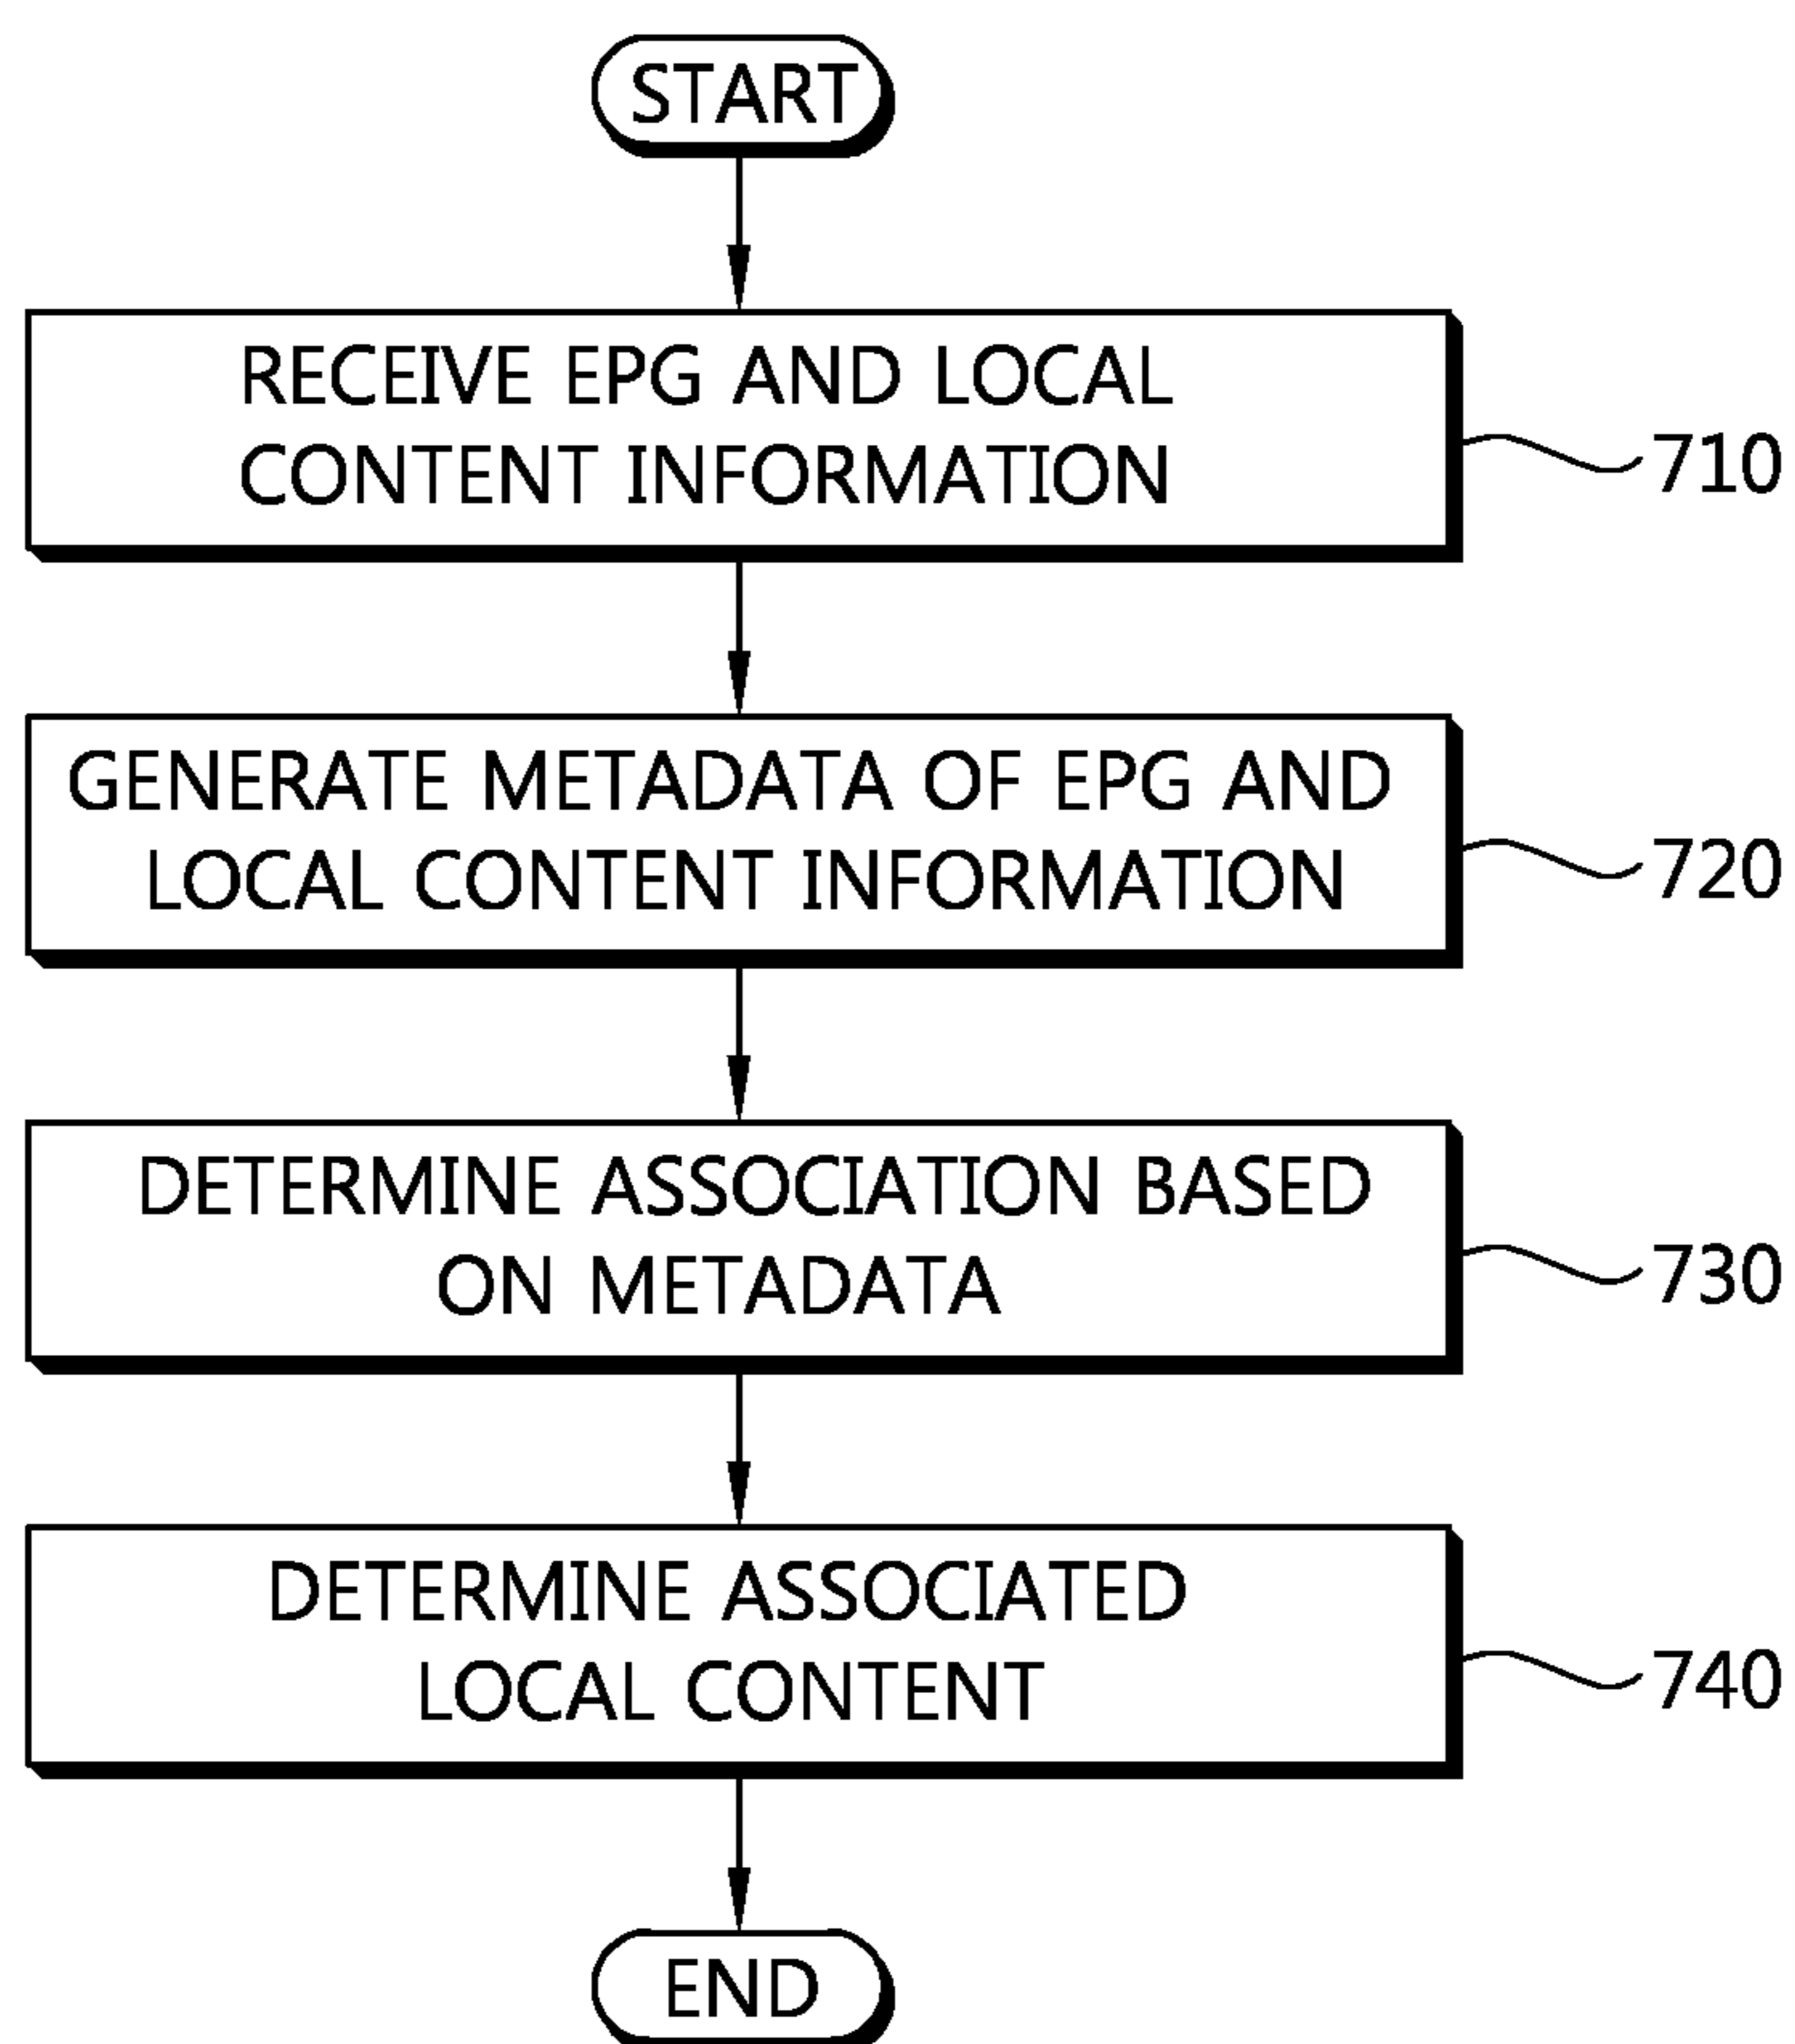 START
RECEIVE EPG AND LOCAL
CONTENT INFORMATION
710
GENERATE METADATA OF EPG AND
LOCAL CONTENT INFORMATION
720
DETERMINE ASSOCIATION BASED
ON METADATA
730
DETERMINE ASSOCIATED
LOCAL CONTENT
740
END